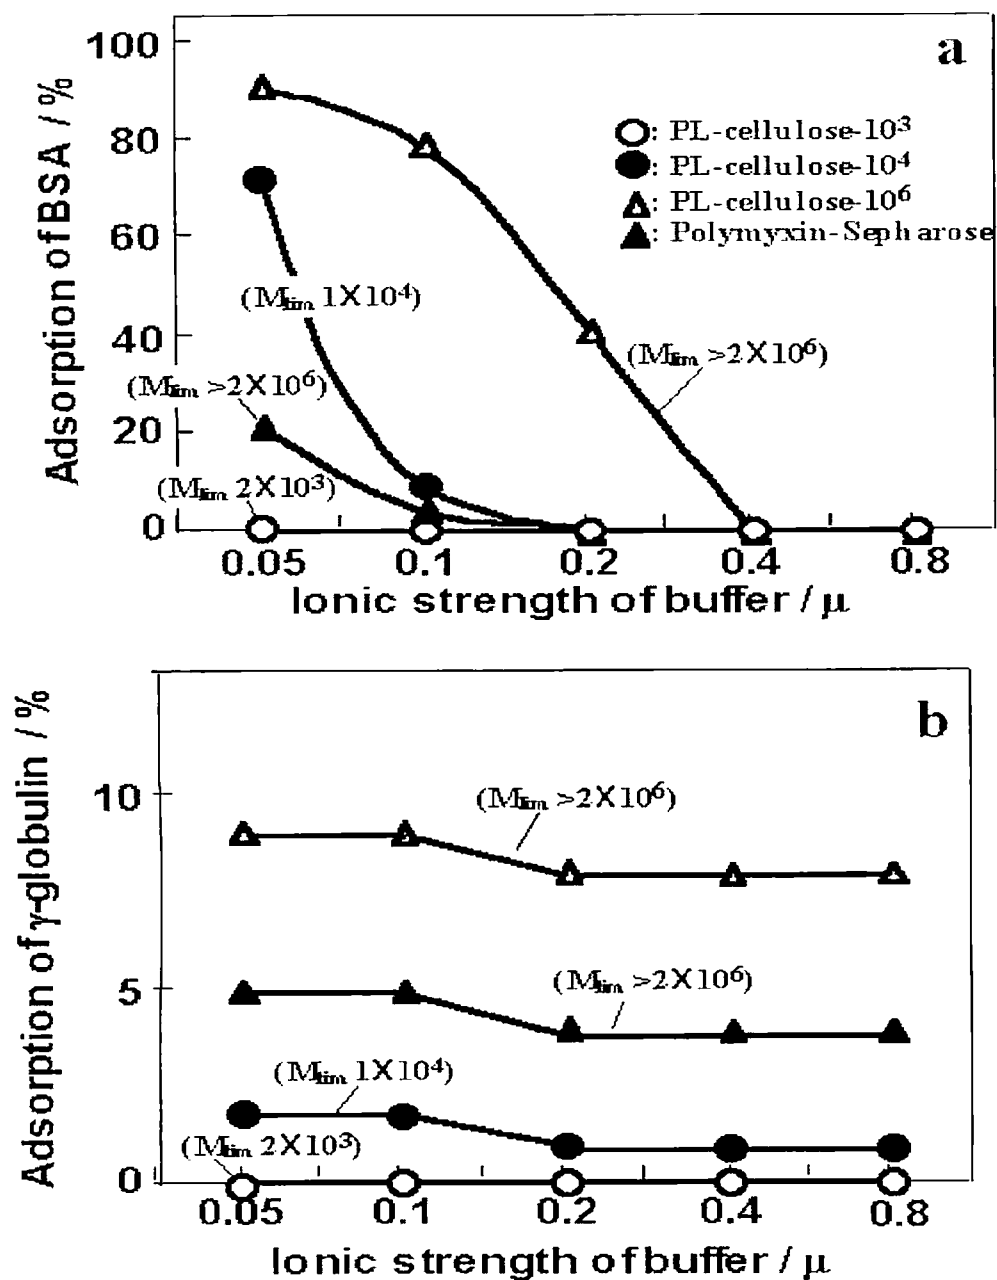 a
100
80
60
40
20
0
Adsorption of BSA / %
○: PL-cellulose-10³
●: PL-cellulose-10⁴
△: PL-cellulose-10⁶
▲: Polymyxin-Sepharose
(Mlim 1X10⁴)
(Mlim >2X10⁶)
(Mlim >2X10⁶)
(Mlim 2X10³)
0.05 0.1 0.2 0.4 0.8
Ionic strength of buffer / μ
b
10
5
0
Adsorption of γ-globulin / %
(Mlim >2X10⁶)
(Mlim >2X10⁶)
(Mlim 1X10⁴)
(Mlim 2X10³)
0.05 0.1 0.2 0.4 0.8
Ionic strength of buffer / μ